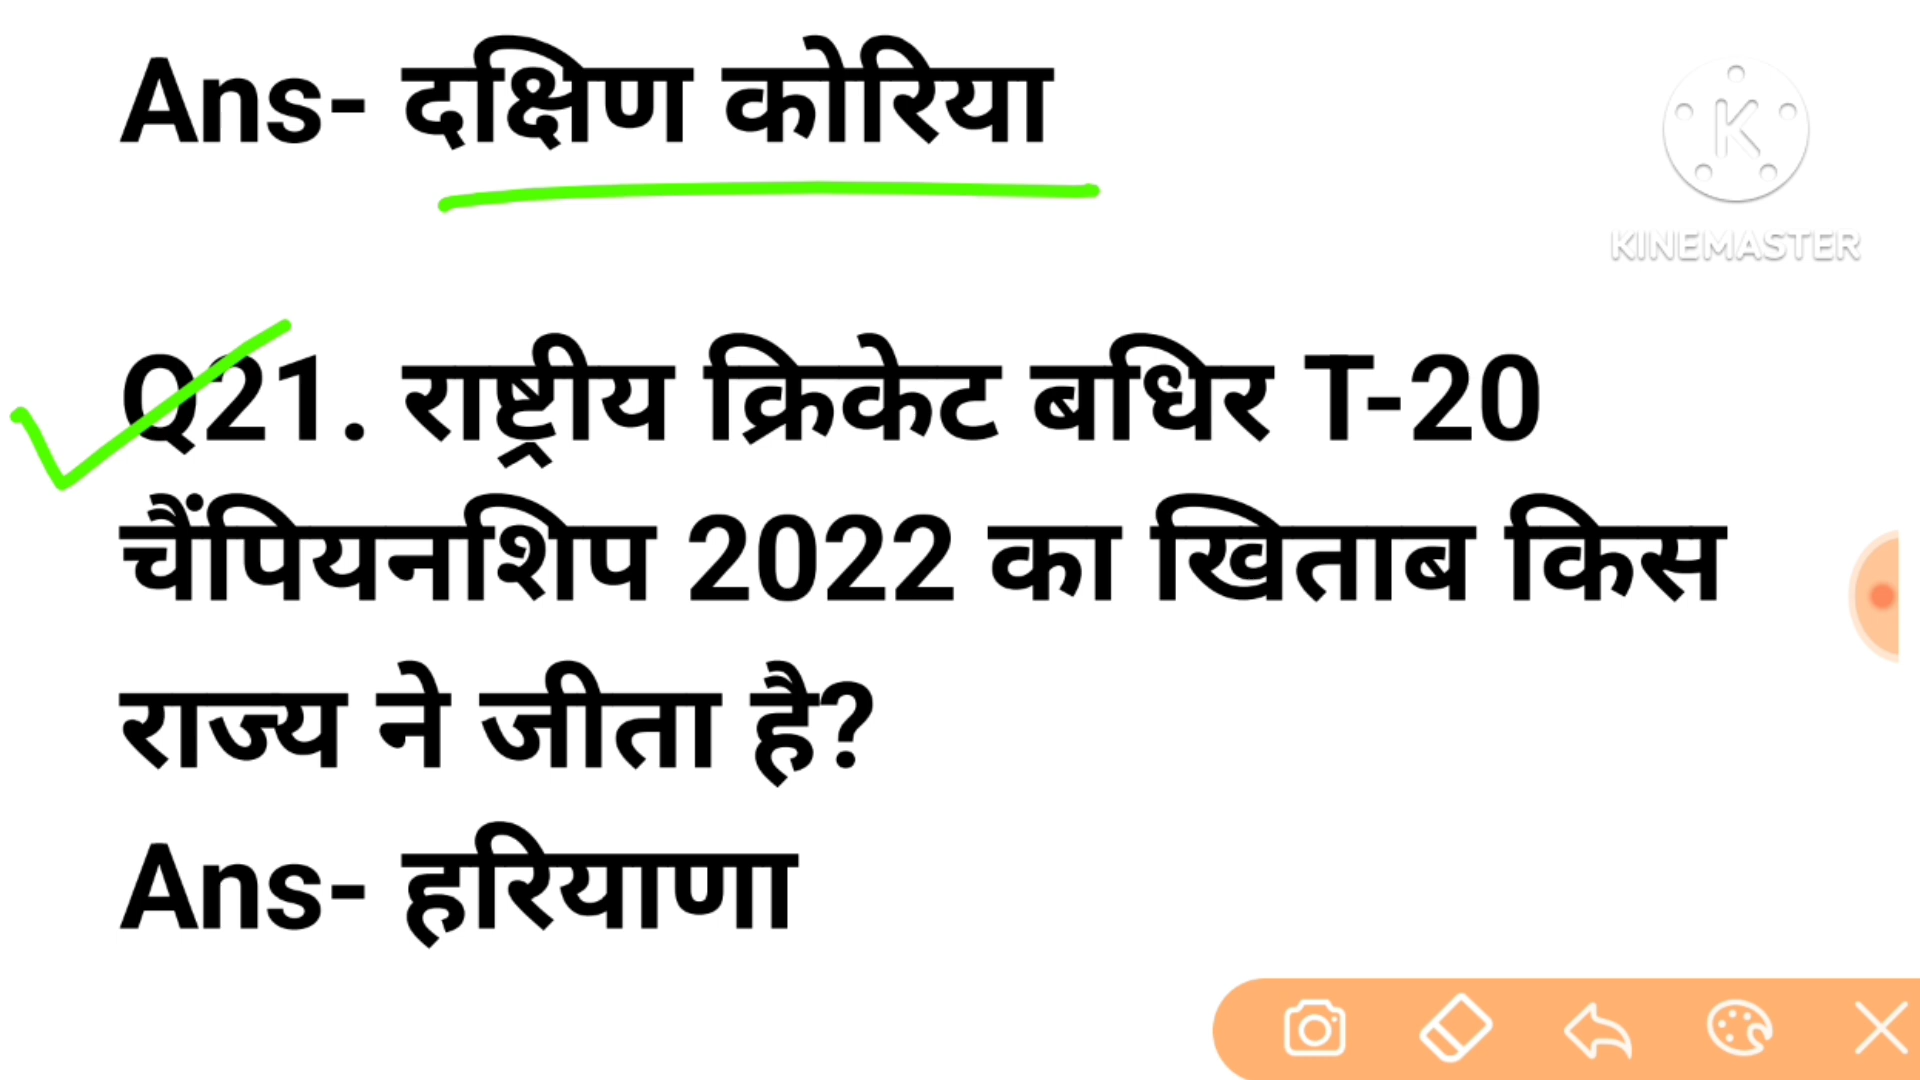 Ans- दक्षिण कोरिया
KINEMASTER
Q21. राष्ट्रीय क्रिकेट बधिर T-20
चैंपियनशिप 2022 का खिताब किस
राज्य ने जीता है?
Ans- हरियाणा